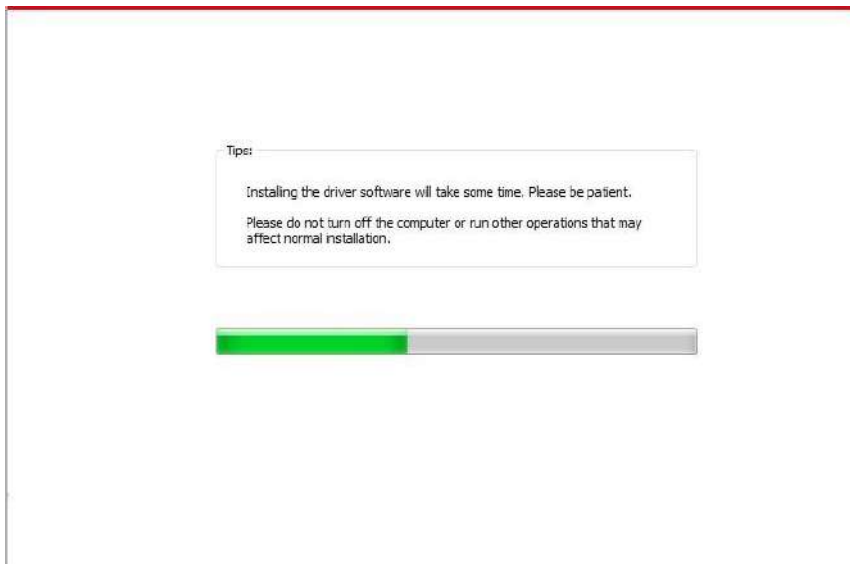 Tips:
Installing the driver software will take some time. Please be patient.
Please do not turn off the computer or run other operations that may
affect normal installation.